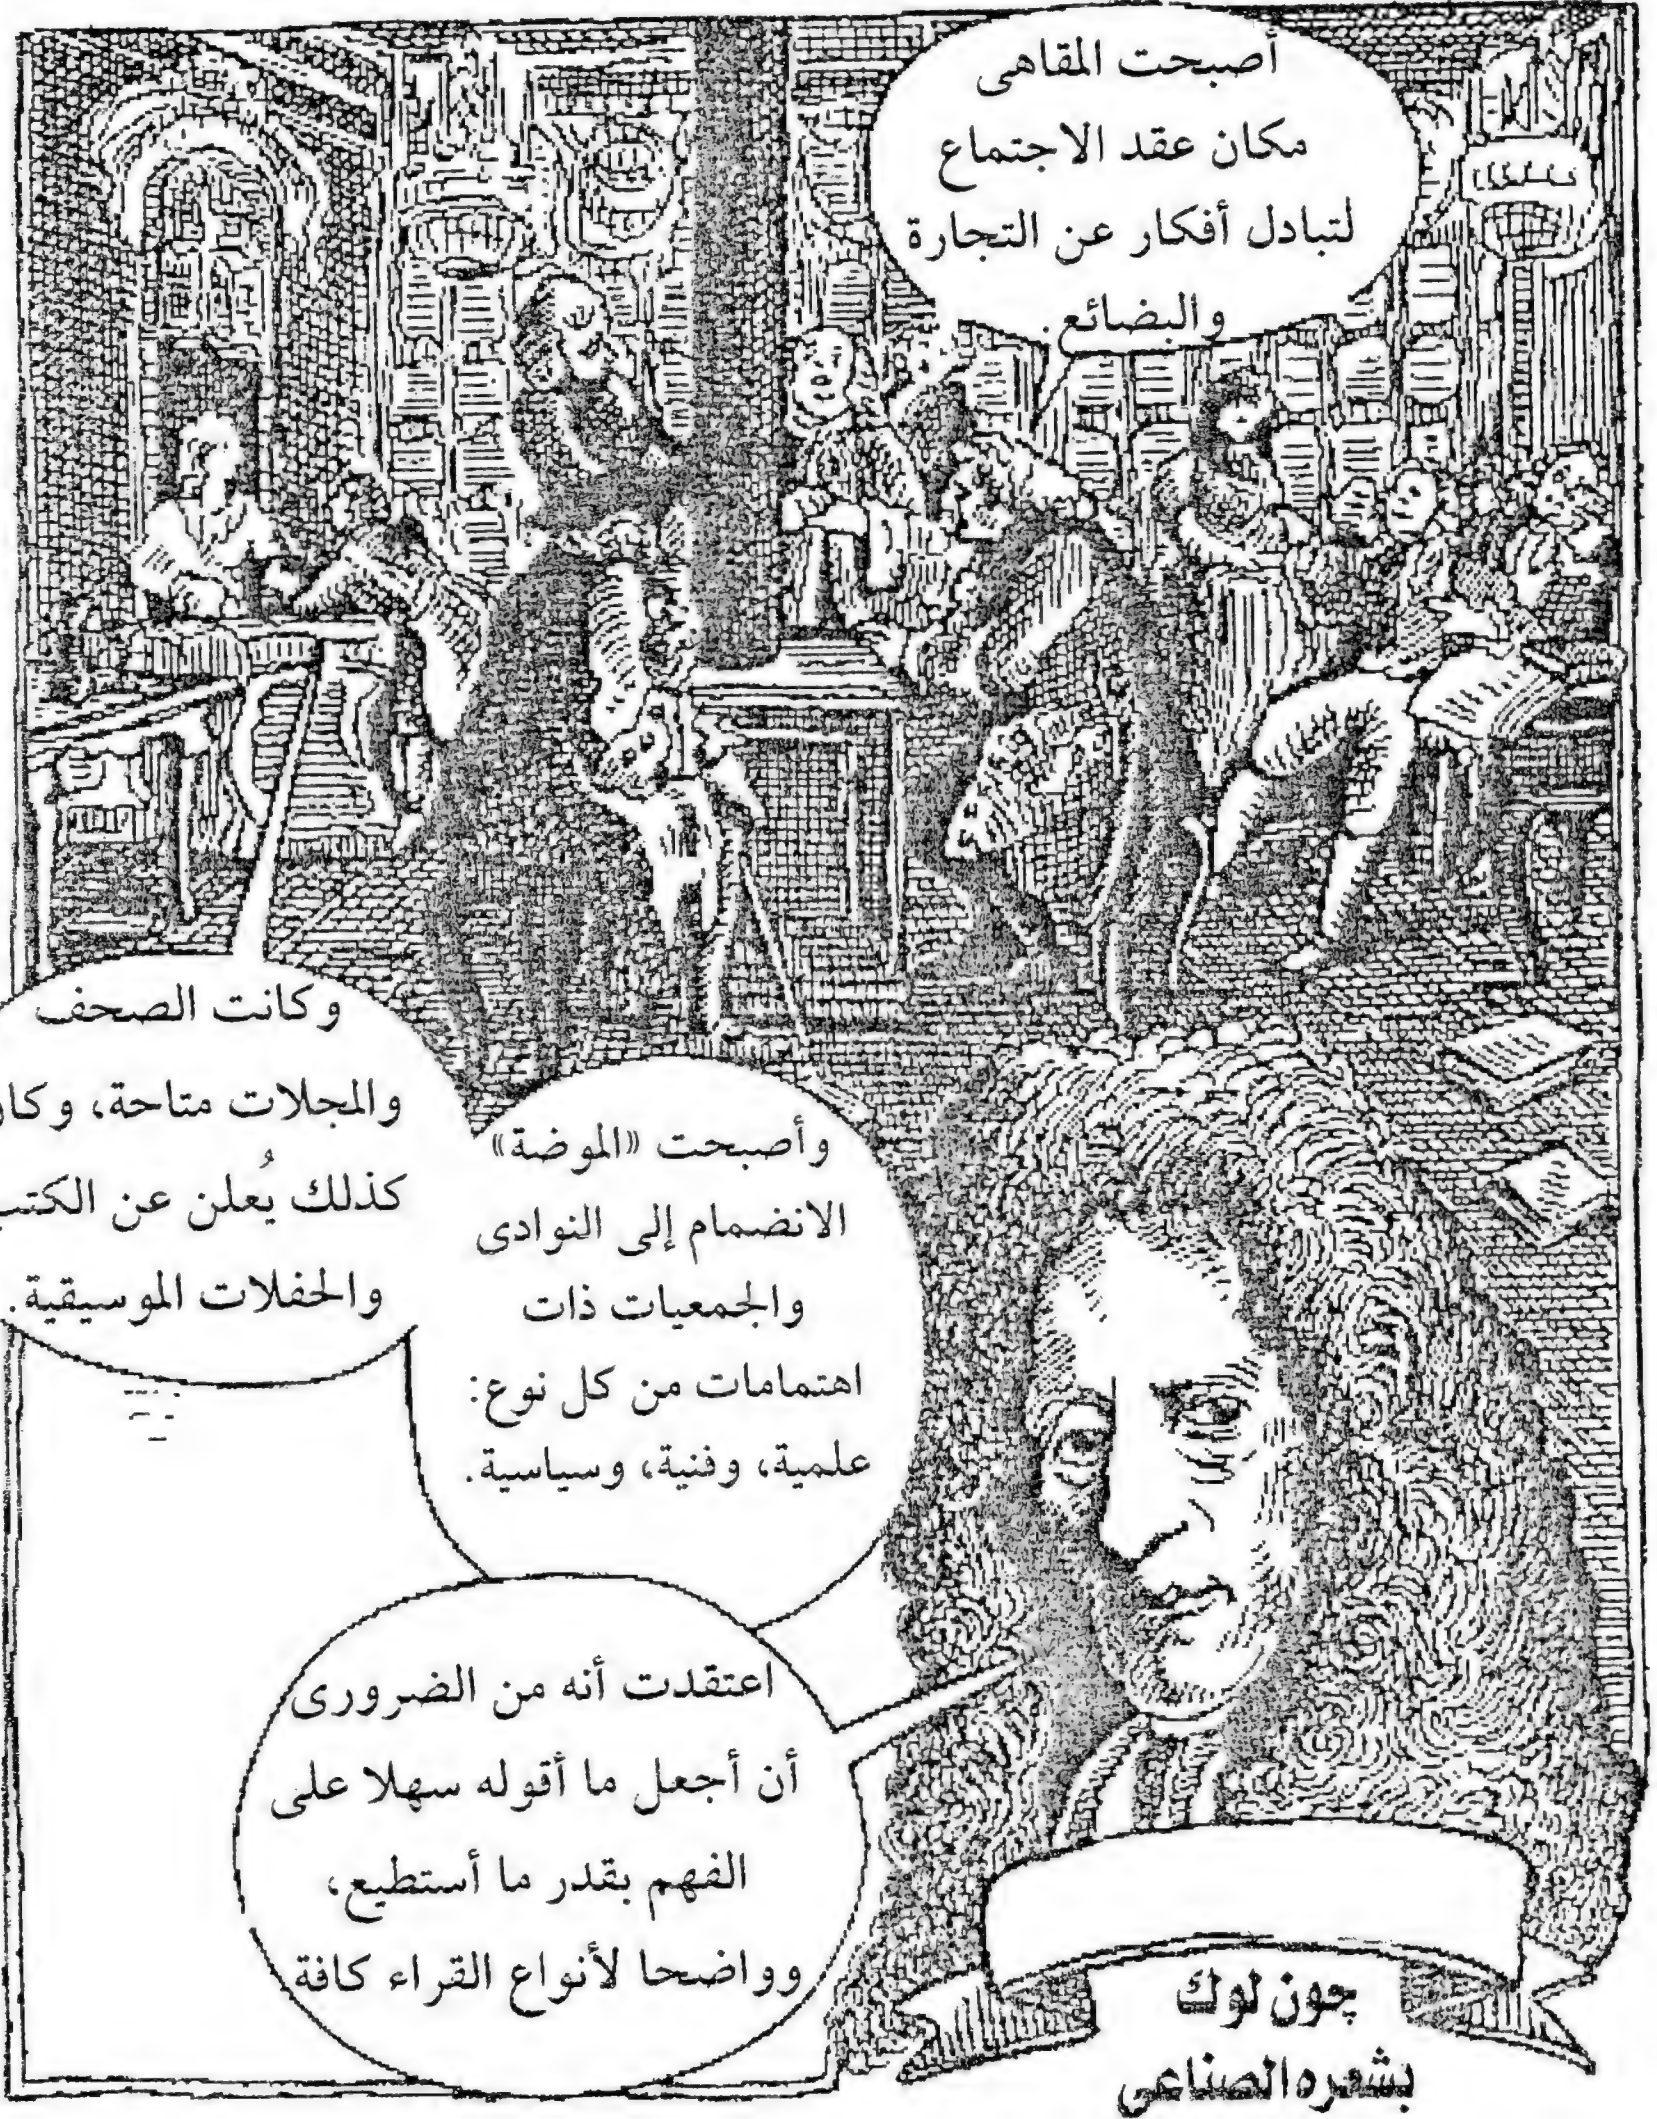 أصبحت المقاهى
مكان عقد الاجتماع
لتبادل أفكار عن التجارة
والبضائع.
وكانت الصحف
والمجلات متاحة، وكان
كذلك يُعلن عن الكتب
والحفلات الموسيقية.
وأصبحت «الموضة»
الانضمام إلى النوادى
والجمعيات ذات
اهتمامات من كل نوع:
علمية، وفنية، وسياسية.
اعتقدت أنه من الضرورى
أن أجعل ما أقوله سهلا على
الفهم بقدر ما أستطيع،
وواضحا لأنواع القراء كافة
چون لوك
بشعره الصناعى